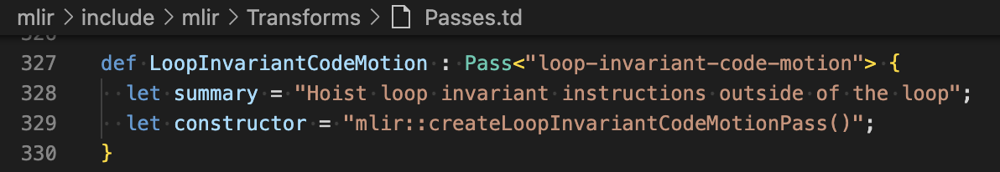 mlir > include > mlir > Transforms > Passes.td
326
327 def LoopInvariantCodeMotion : Pass<"loop-invariant-code-motion"> {
328 let summary = "Hoist loop invariant instructions outside of the loop";
329 let constructor = "mlir::createLoopInvariantCodeMotionPass()";
330 }